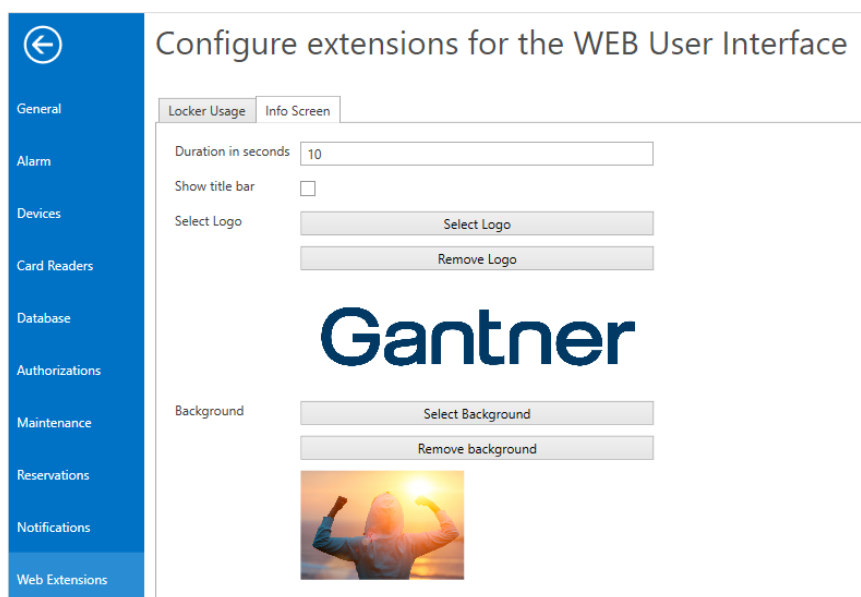 Configure extensions for the WEB User Interface
General
Alarm
Devices
Card Readers
Database
Authorizations
Maintenance
Reservations
Notifications
Web Extensions
Locker Usage
Info Screen
Duration in seconds
10
Show title bar
Select Logo
Select Logo
Remove Logo
Gantner
Background
Select Background
Remove background